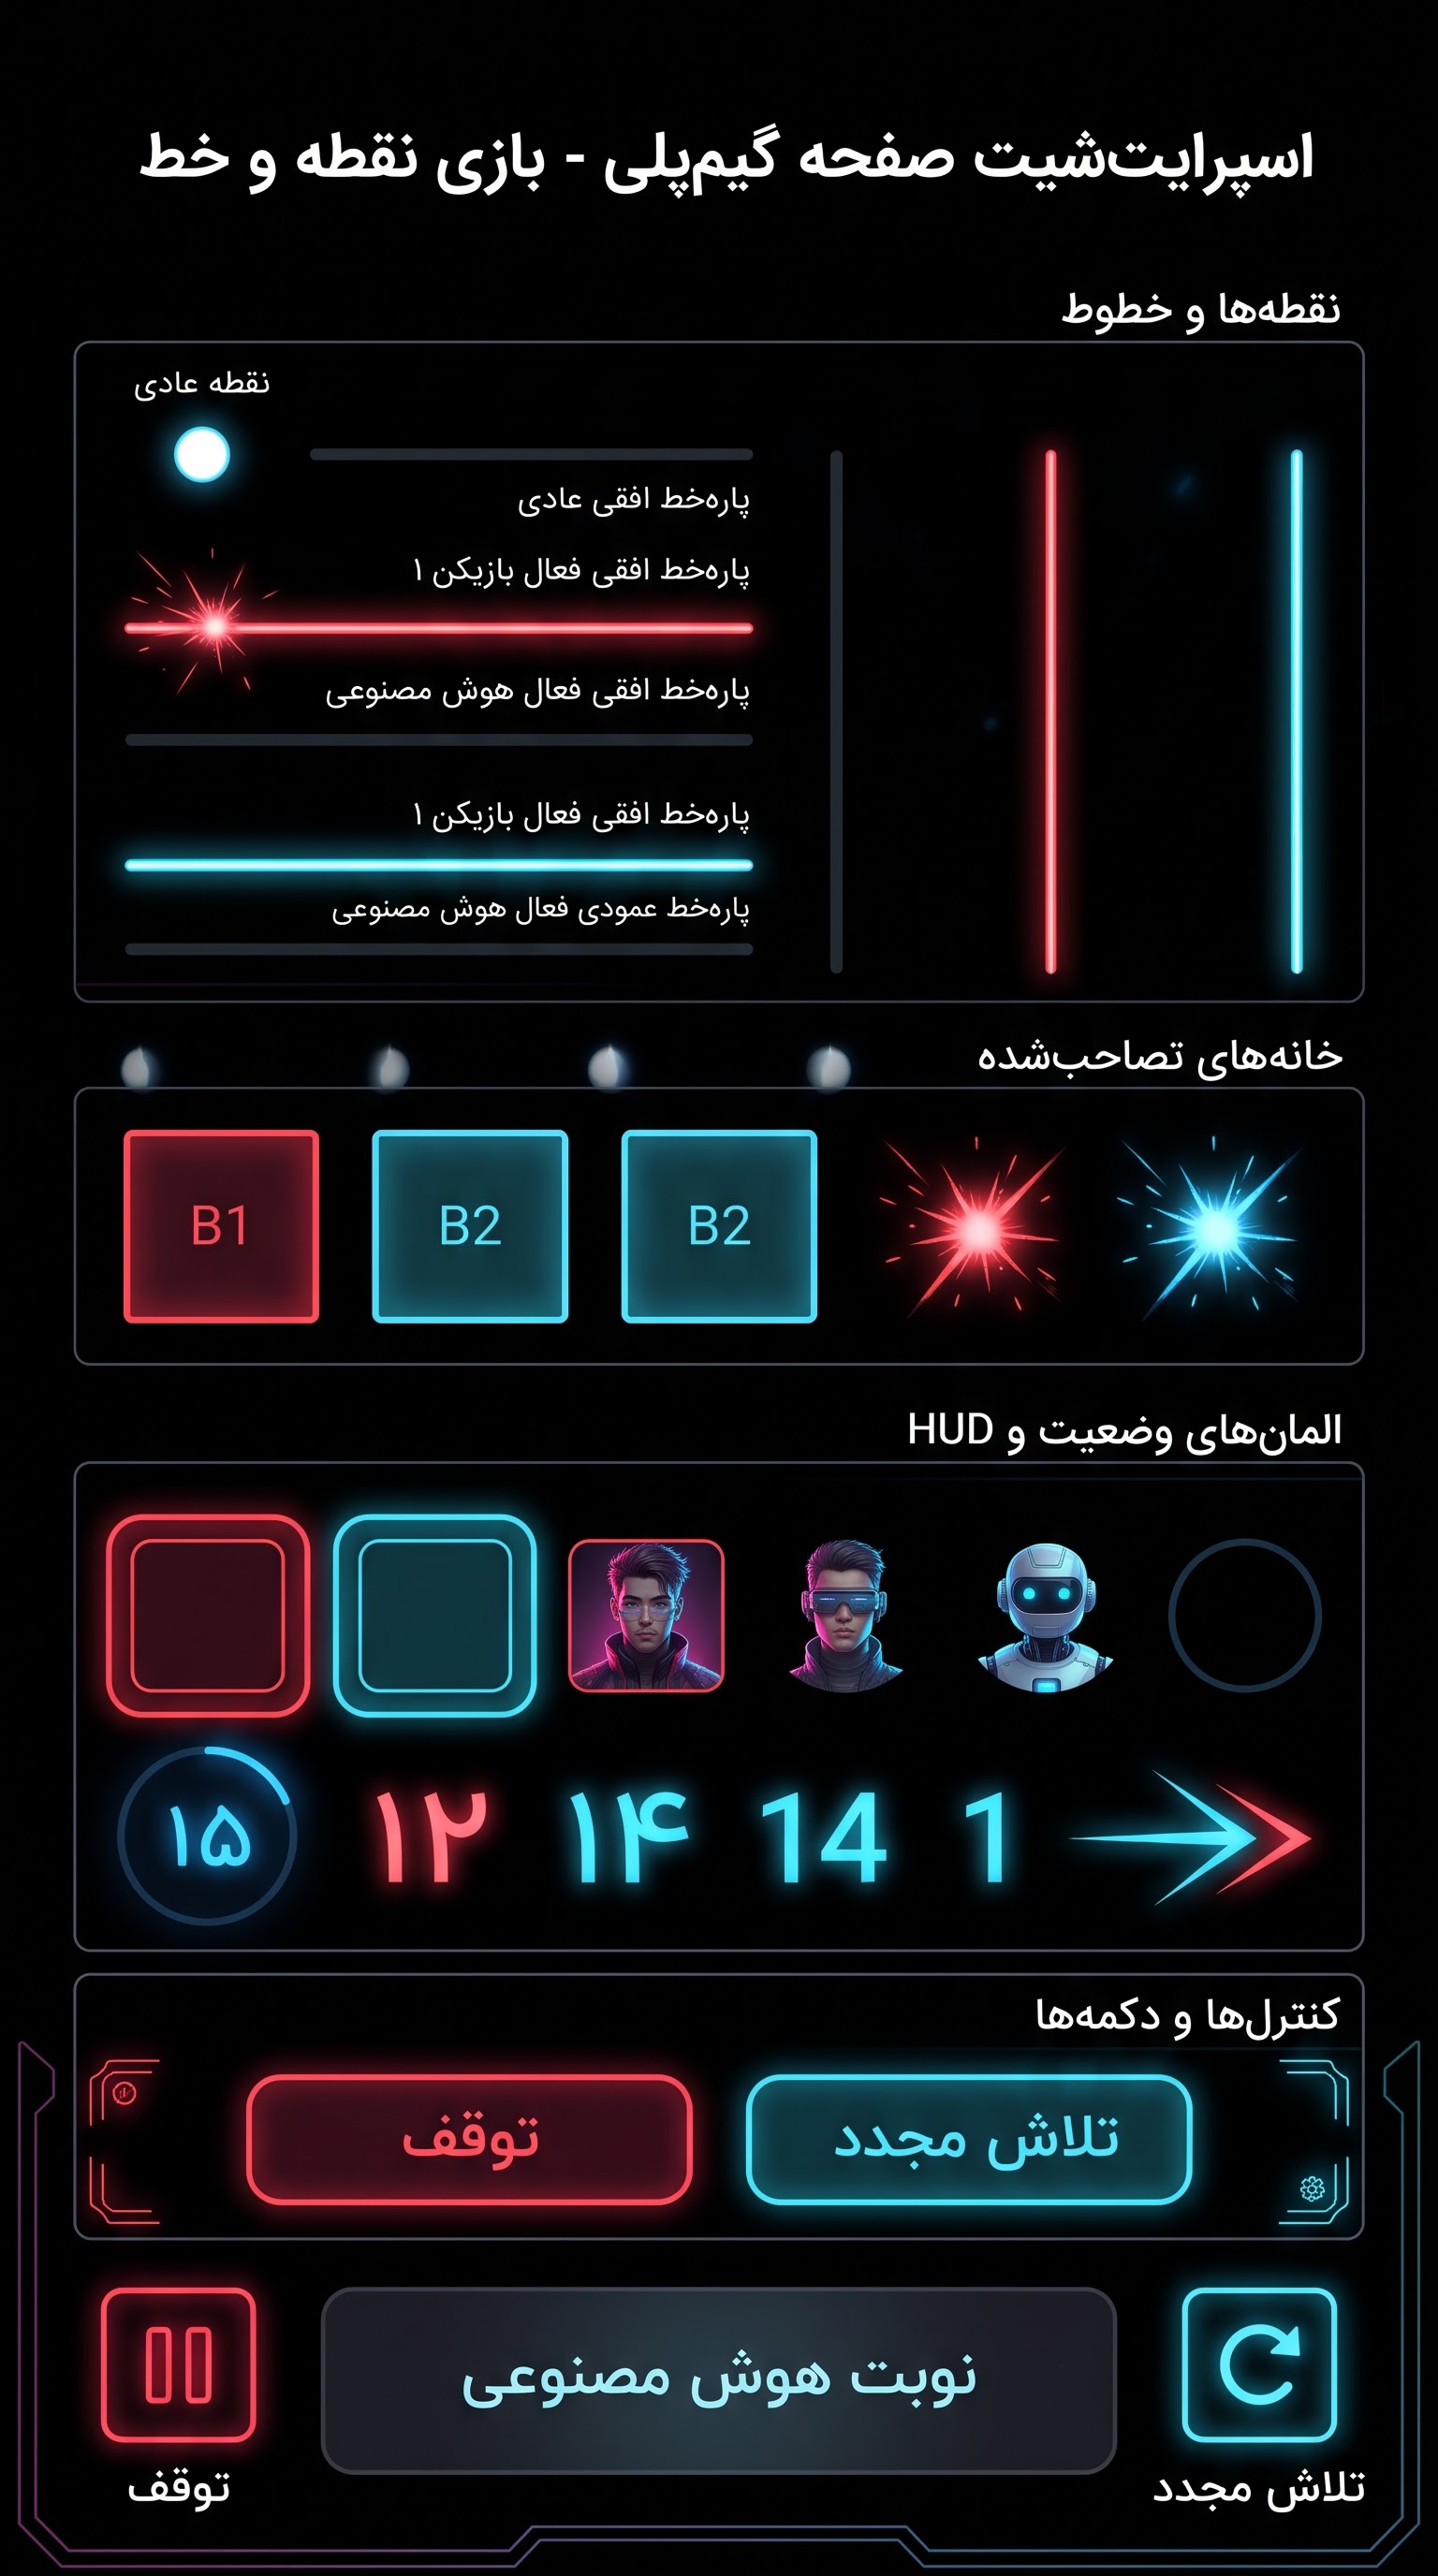 اسپرایت‌شیت صفحه گیم‌پلی - بازی نقطه و خط
نقطه‌ها و خطوط
نقطه عادی
پاره‌خط افقی عادی
پاره‌خط افقی فعال بازیکن ۱
پاره‌خط افقی فعال هوش مصنوعی
پاره‌خط افقی فعال بازیکن ۱
پاره‌خط عمودی فعال هوش مصنوعی
خانه‌های تصاحب‌شده
B1 B2 B2
المان‌های وضعیت و HUD
۱۵ ۱۲ ۱۴ 14 1
کنترل‌ها و دکمه‌ها
تلاش مجدد
توقف
نوبت هوش مصنوعی
تلاش مجدد
توقف